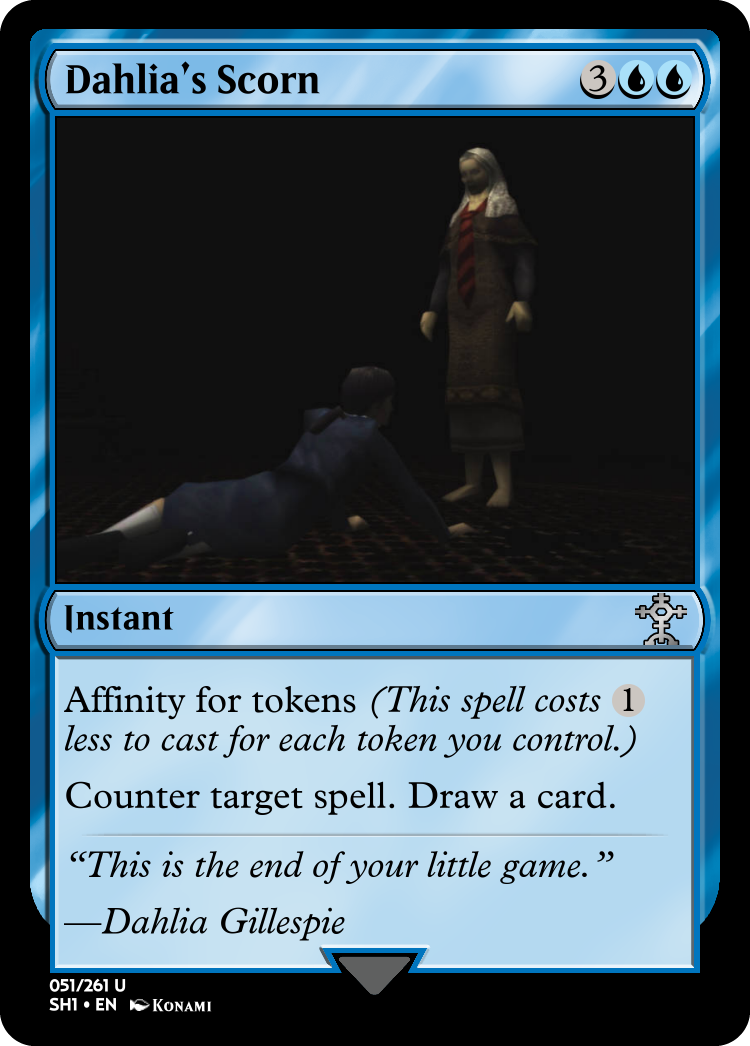 Dahlia's Scorn 3
Instant
Affinity for tokens (This spell costs 1
less to cast for each token you control.)
Counter target spell. Draw a card.
“This is the end of your little game.”
—Dahlia Gillespie
051/261 U
SH1 • EN KONAMI